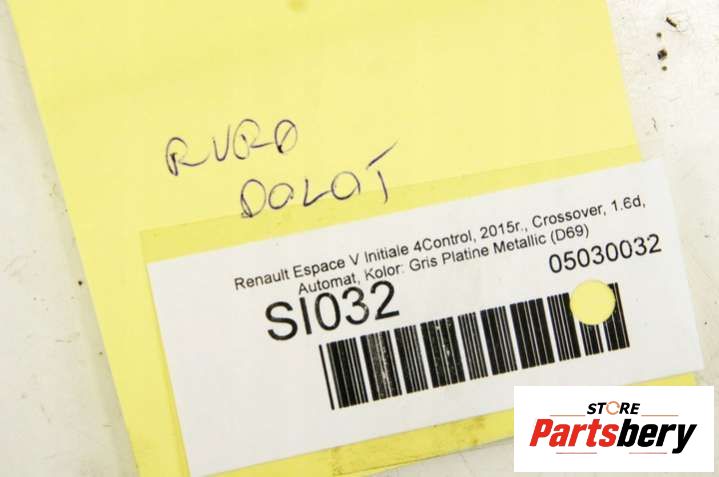 RURA
DOLOT
Renault Espace V Initiale 4Control, 2015r., Crossover, 1.6d,
Automat, Kolor: Gris Platine Metallic (D69)
SI032
05030032
STORE
Partsbery